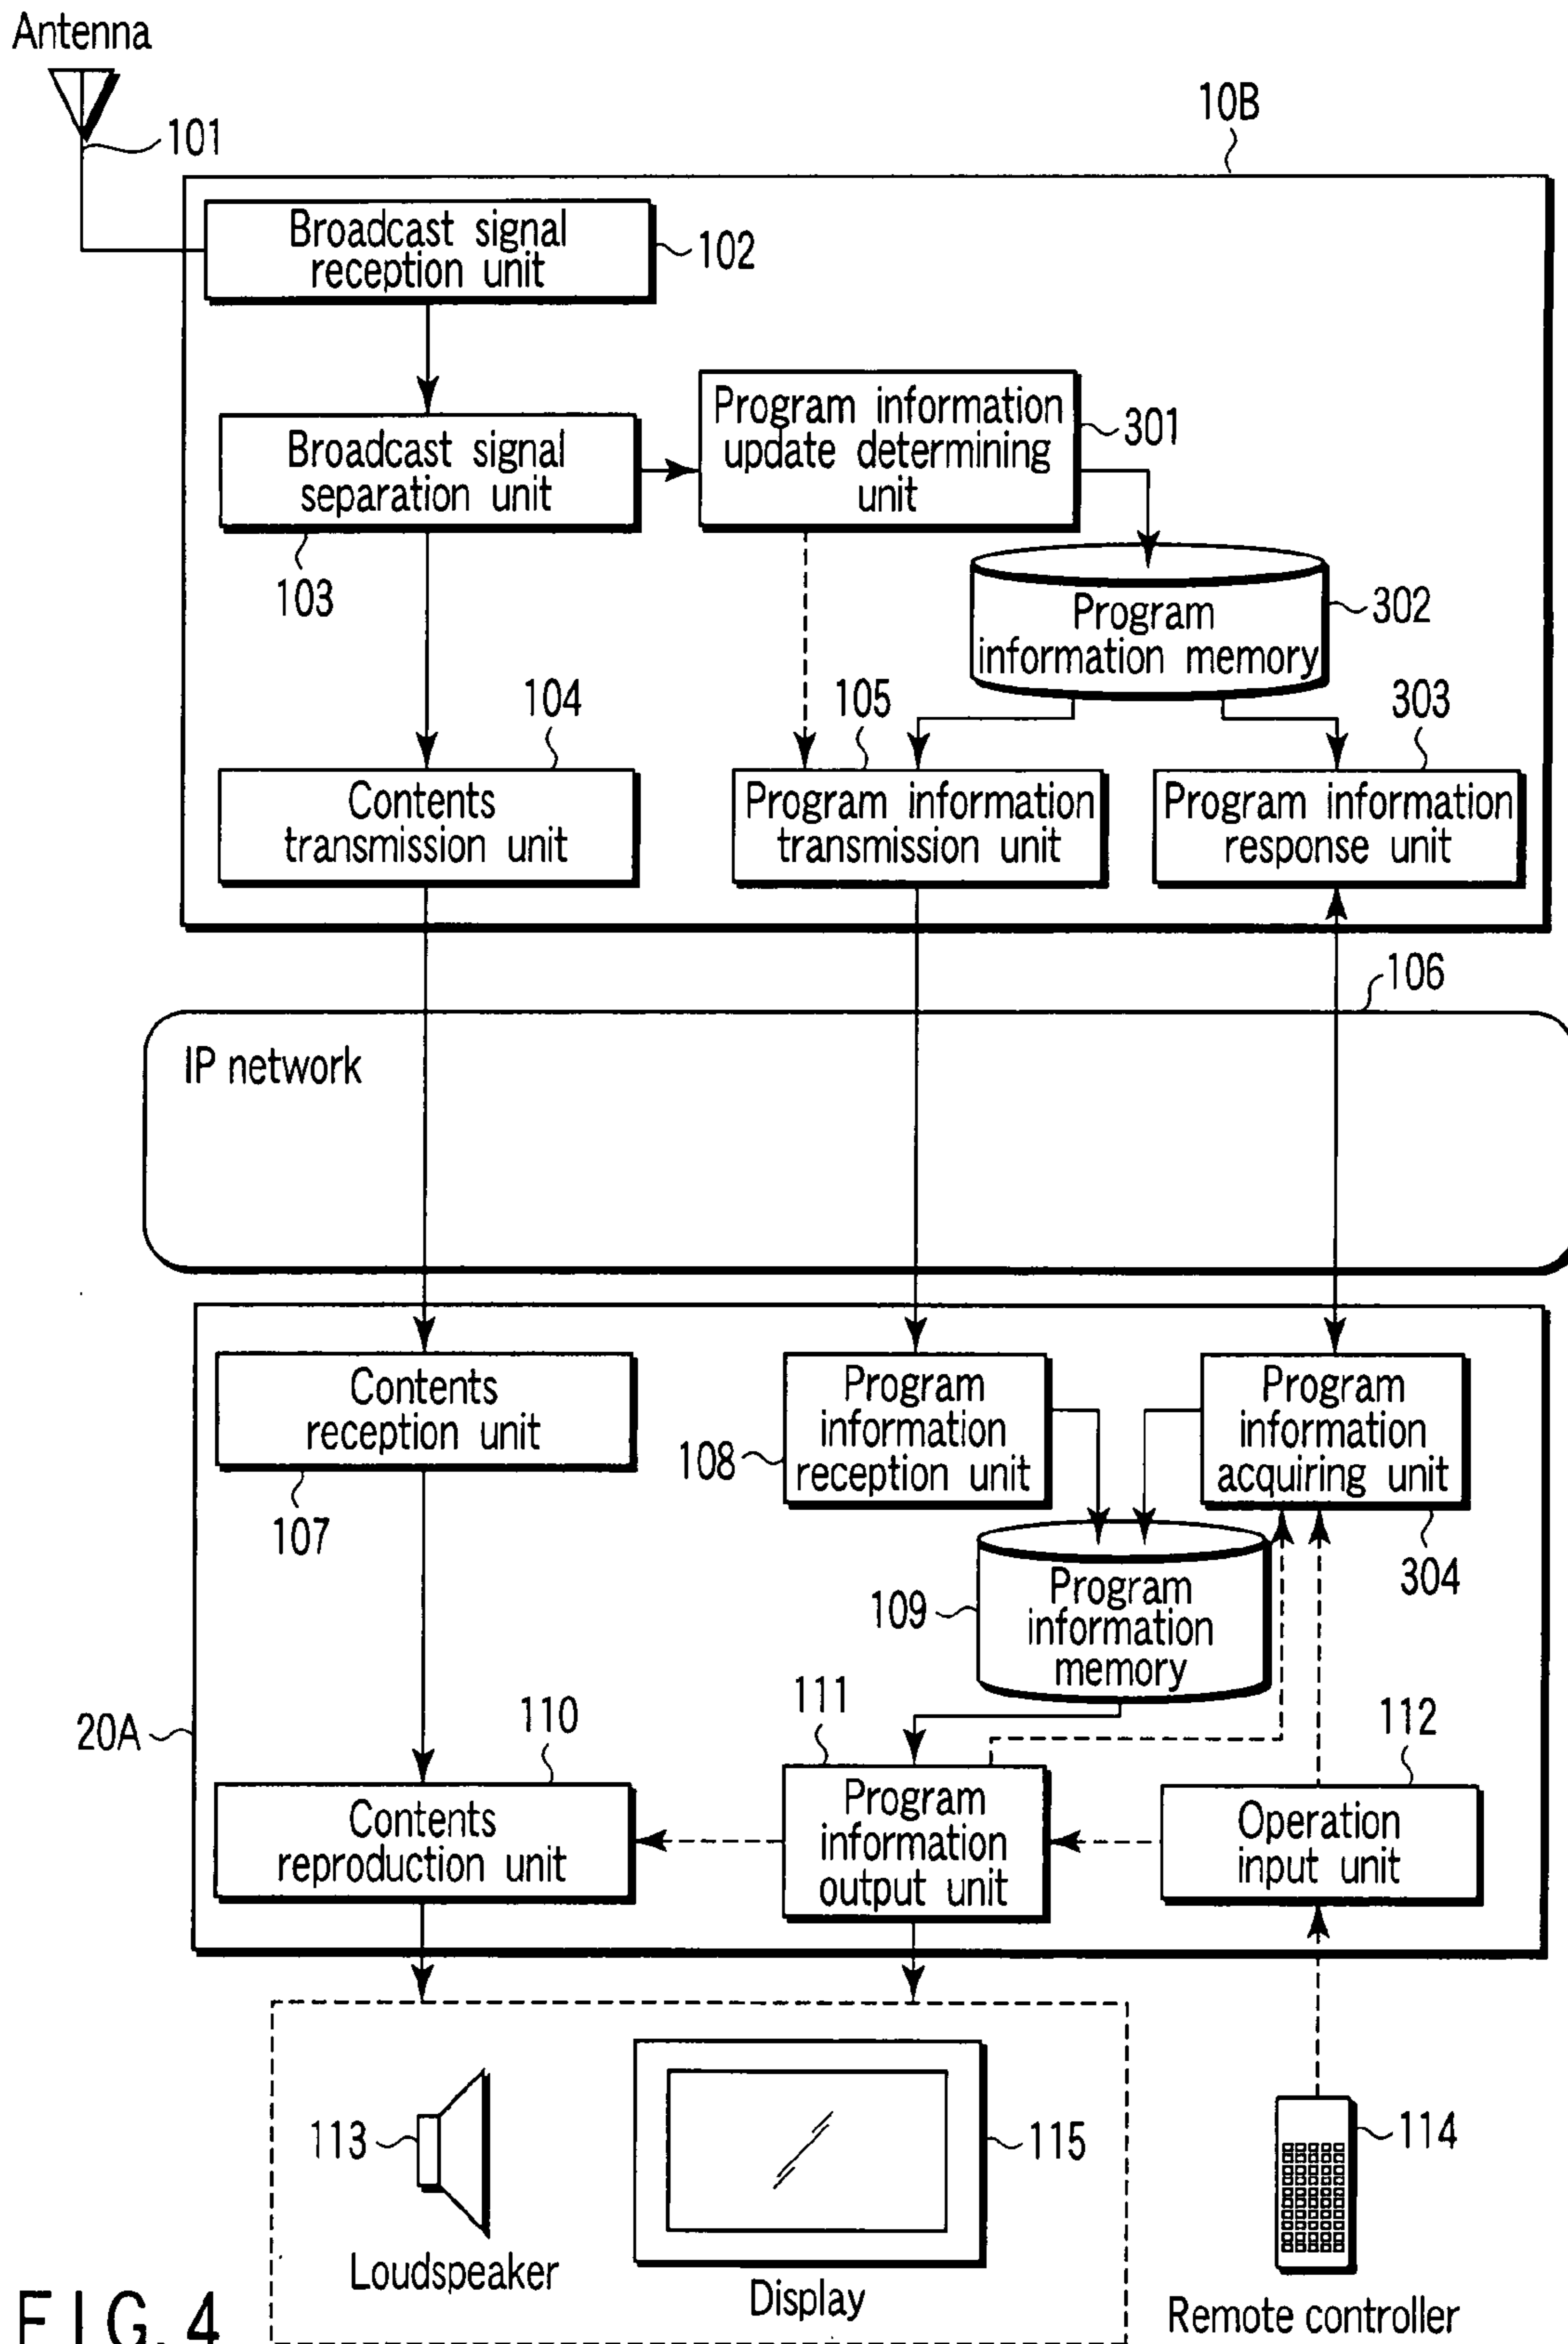 Antenna
101
10B
Broadcast signal
reception unit
102
Program information
update determining
unit
301
Broadcast signal
separation unit
103
Program
information memory
302
104
105
303
Contents
transmission unit
Program information
transmission unit
Program information
response unit
106
IP network
Contents
reception unit
107
Program
information
reception unit
108
Program
information
acquiring unit
304
Program
information
memory
109
20A
110
111
112
Contents
reproduction unit
Program
information
output unit
Operation
input unit
113
115
114
Loudspeaker
Display
Remote controller
FIG. 4